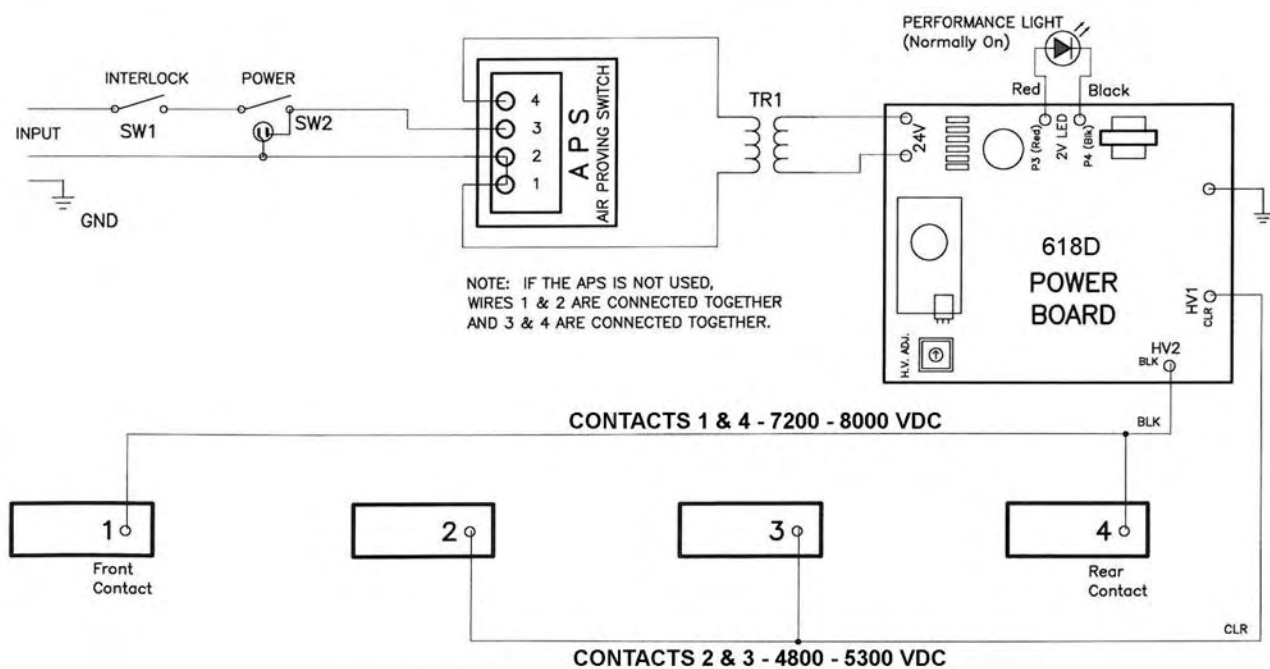 PERFORMANCE LIGHT
(Normally On)
INTERLOCK
POWER
Red
Black
TR1
4
3
2
1
APS
AIR PROVING SWITCH
INPUT
SW1
SW2
GND
24V
P3 (Red)
2V LED
P4 (Blk)
NOTE: IF THE APS IS NOT USED,
WIRES 1 & 2 ARE CONNECTED TOGETHER
AND 3 & 4 ARE CONNECTED TOGETHER.
618D
POWER
BOARD
HV1
CLR
H.V. ADJ.
HV2
BLK
CONTACTS 1 & 4 - 7200 - 8000 VDC
BLK
1
Front
Contact
2
3
4
Rear
Contact
CLR
CONTACTS 2 & 3 - 4800 - 5300 VDC